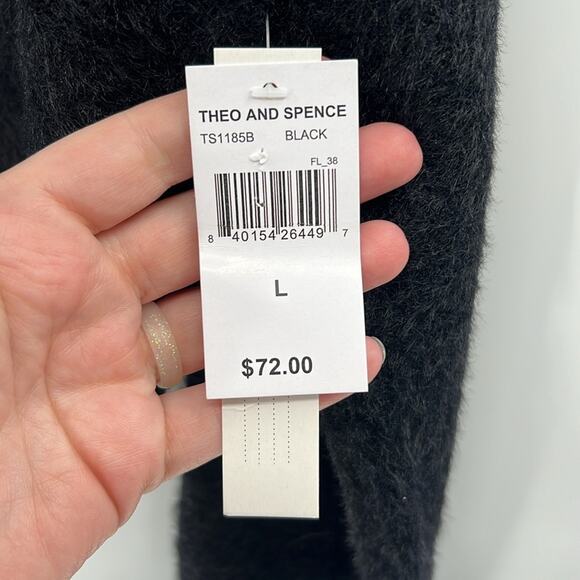 THEO AND SPENCE
TS1185B BLACK
FL_38
8 40154 26449 7
L
$72.00